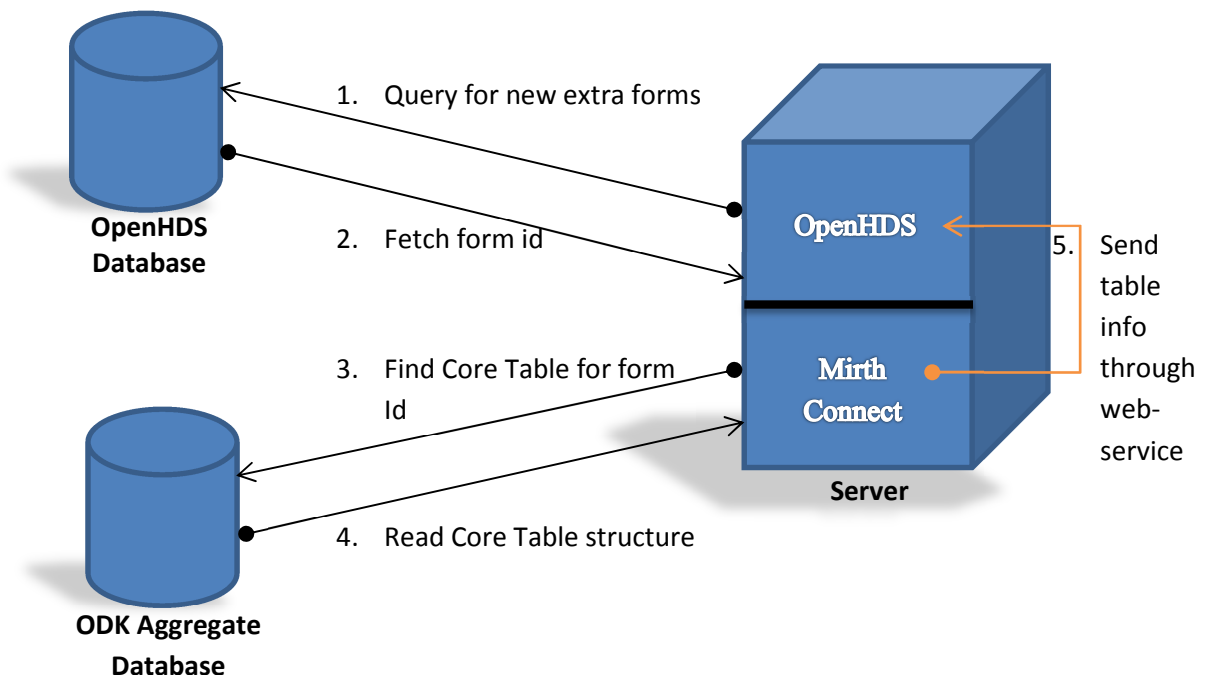 1. Query for new extra forms
OpenHDS
Database
2. Fetch form id
OpenHDS
5. Send
table
info
through
web-
service
3. Find Core Table for form
Id
Mirth
Connect
Server
4. Read Core Table structure
ODK Aggregate
Database